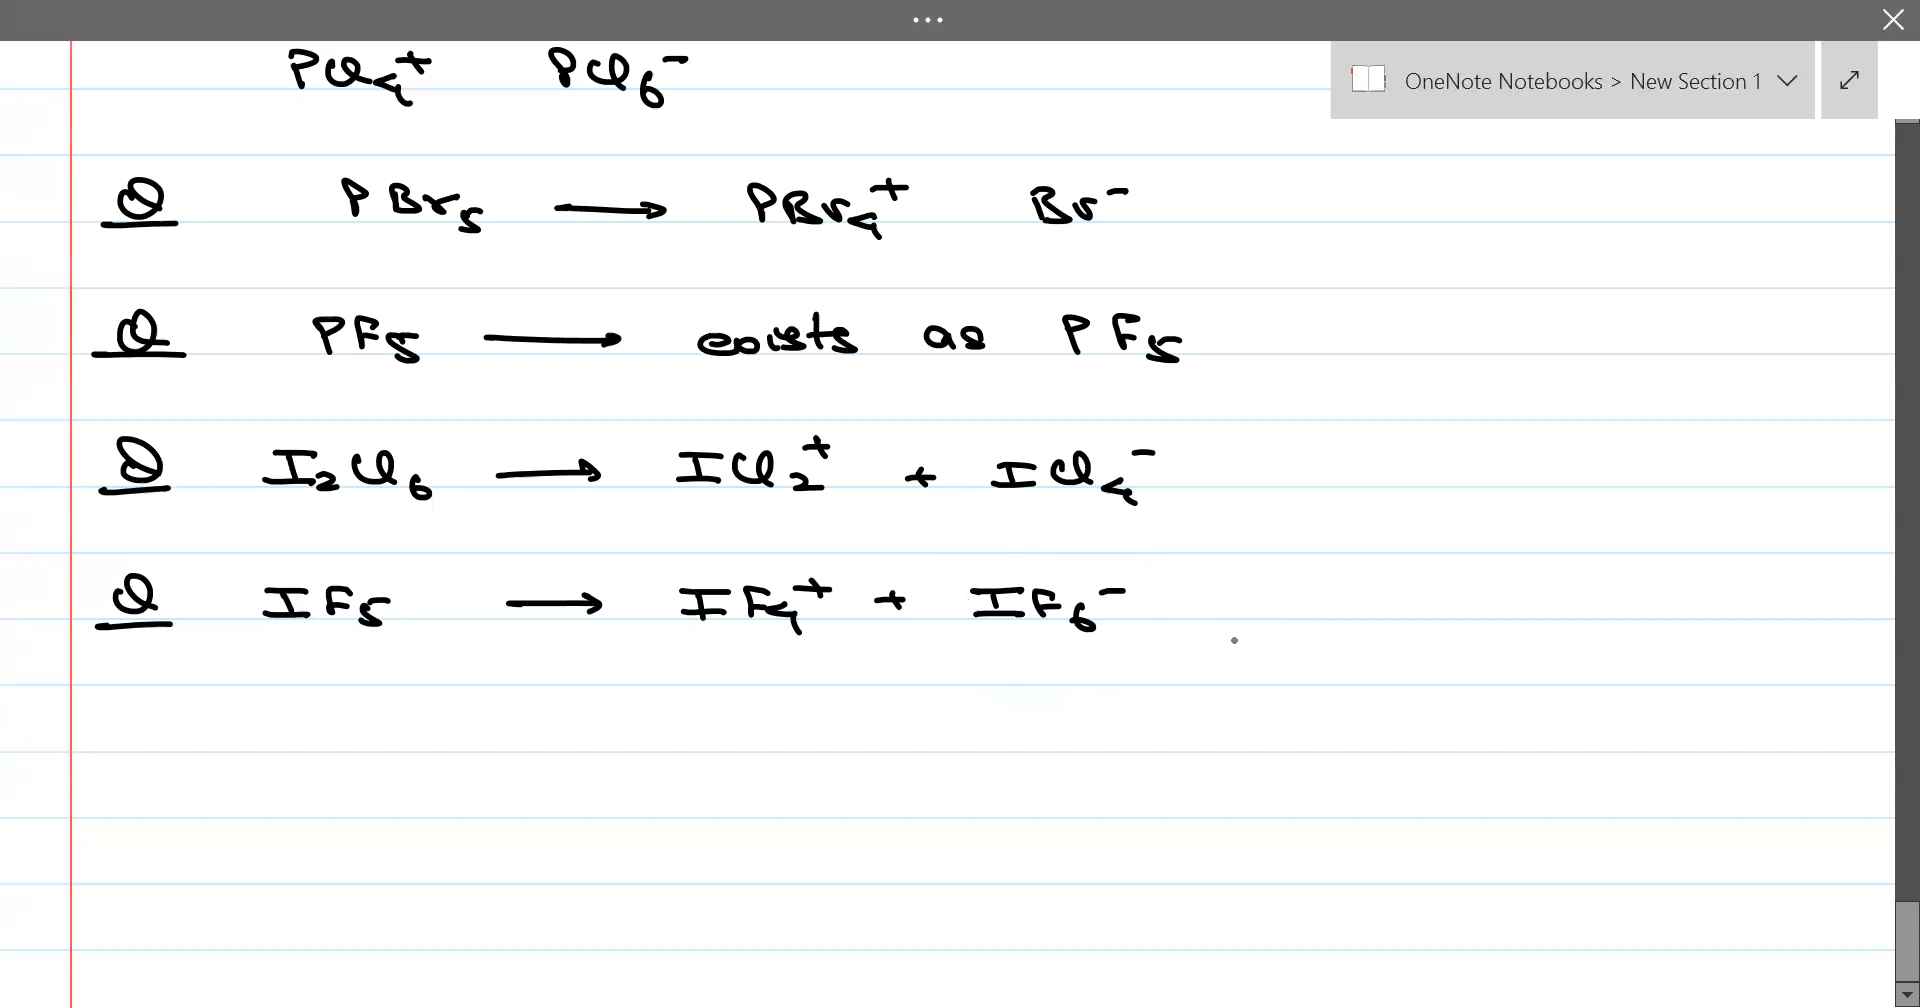 OneNote Notebooks > New Section 1
PCl₄⁺ PCl₆⁻
Q PBr₅ ⟶ PBr₄⁺ Br⁻
Q PF₅ ⟶ exists as PF₅
Q I₂Cl₆ ⟶ ICl₂⁺ + ICl₄⁻
Q IF₅ ⟶ IF₄⁺ + IF₆⁻